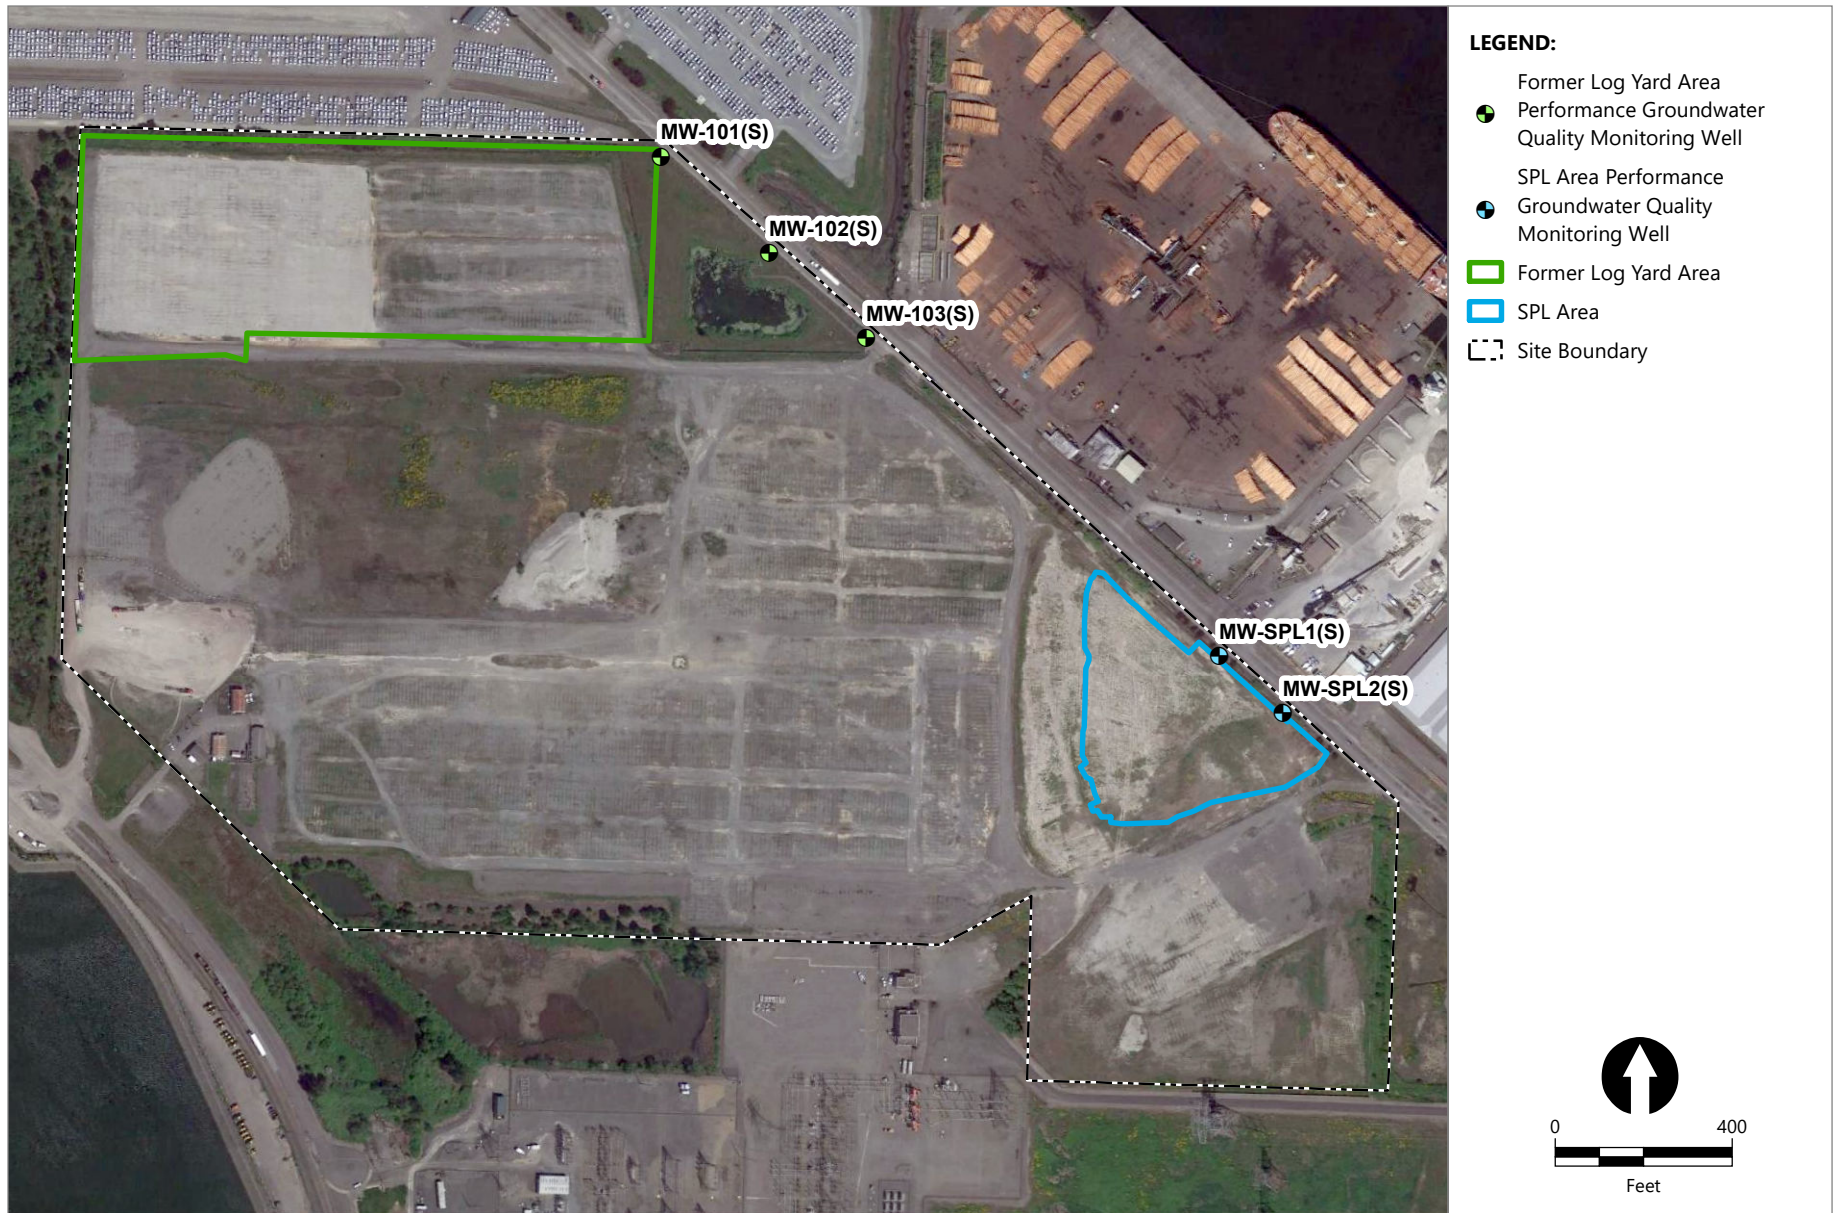 MW-101(S)
MW-102(S)
MW-103(S)
MW-SPL1(S)
MW-SPL2(S)
LEGEND:
Former Log Yard Area
Performance Groundwater
Quality Monitoring Well
SPL Area Performance
Groundwater Quality
Monitoring Well
Former Log Yard Area
SPL Area
Site Boundary
0 400
Feet